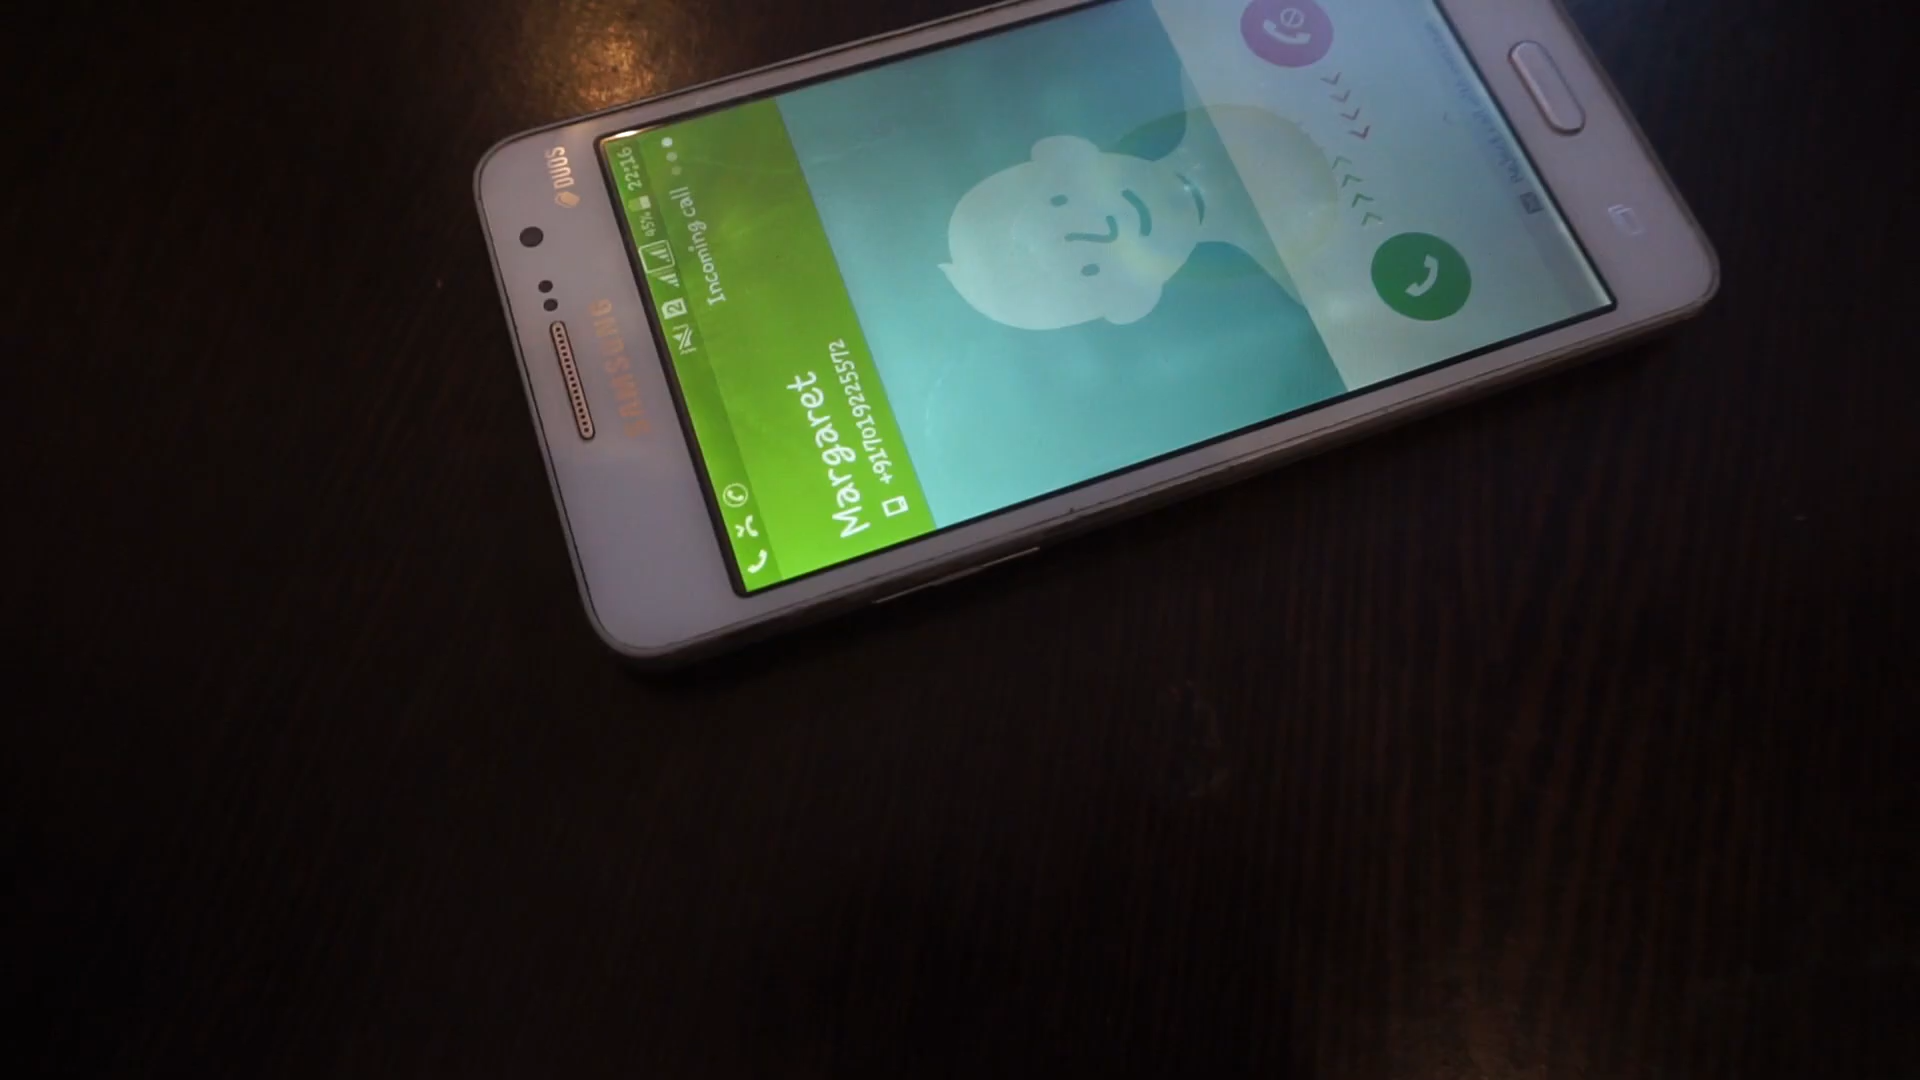 DUOS
SAMSUNG
45% 22:16
Incoming call
Margaret
+917019225572